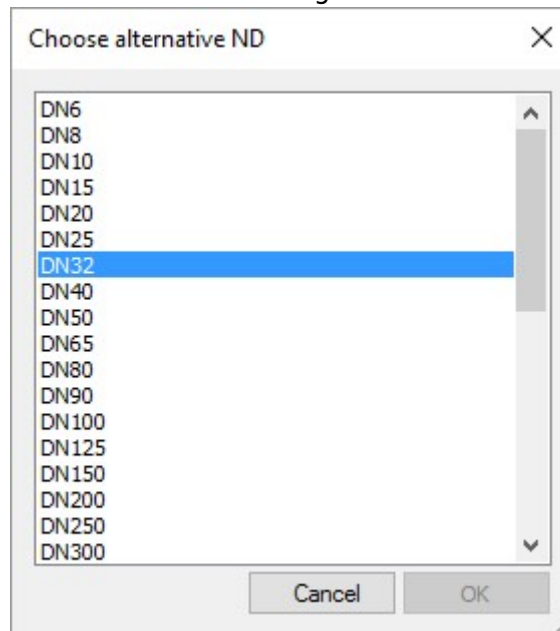 Choose alternative ND
DN6
DN8
DN10
DN15
DN20
DN25
DN32
DN40
DN50
DN65
DN80
DN90
DN100
DN125
DN150
DN200
DN250
DN300
Cancel OK